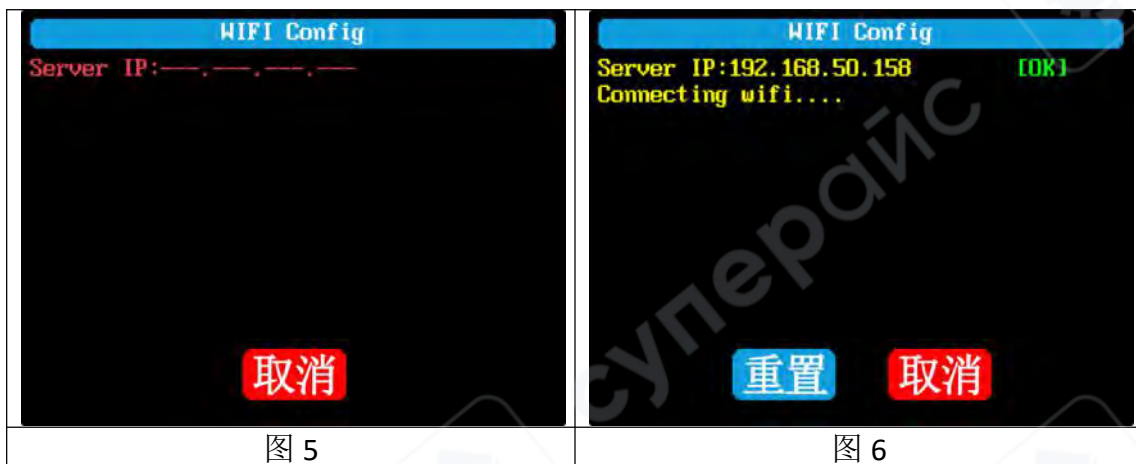 WIFI Config
Server IP:---.---.---.---
取消
图 5
WIFI Config
Server IP:192.168.50.158 [OK]
Connecting wifi....
重置 取消
图 6
суперайс